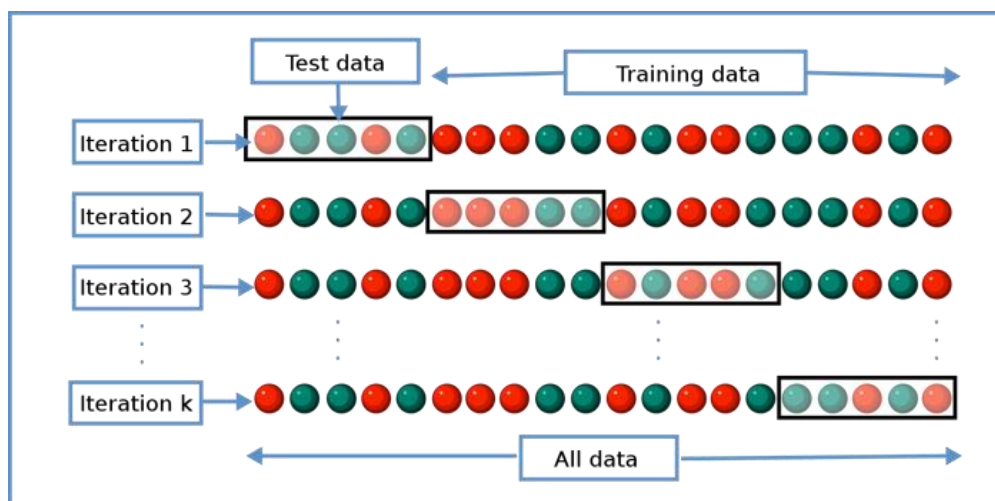 Test data
Training data
Iteration 1
Iteration 2
Iteration 3
Iteration k
All data